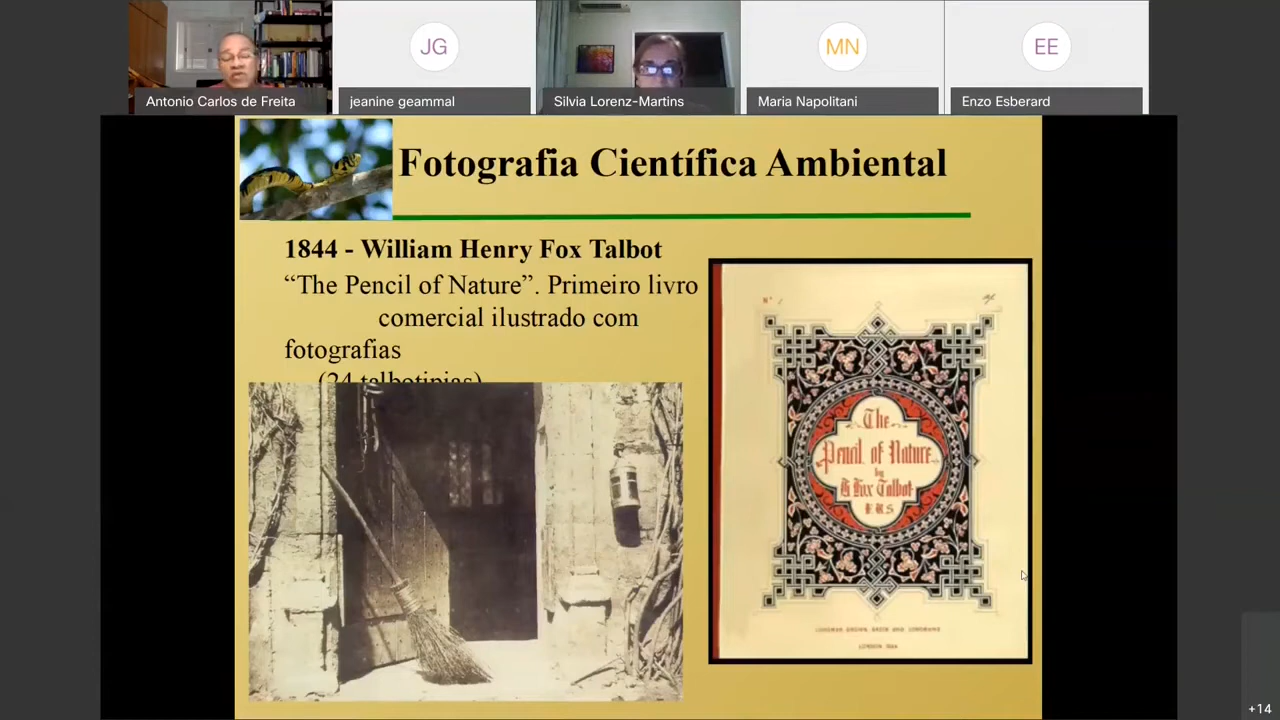 JG
MN
EE
Antonio Carlos de Freita
jeanine geammal
Silvia Lorenz-Martins
Maria Napolitani
Enzo Esberard
Fotografia Científica Ambiental
1844 - William Henry Fox Talbot
“The Pencil of Nature”. Primeiro livro
comercial ilustrado com
fotografias
(24 talbotipias)
The
Pencil of Nature
by
H Fox Talbot
F R S
LONDON 1844
+14